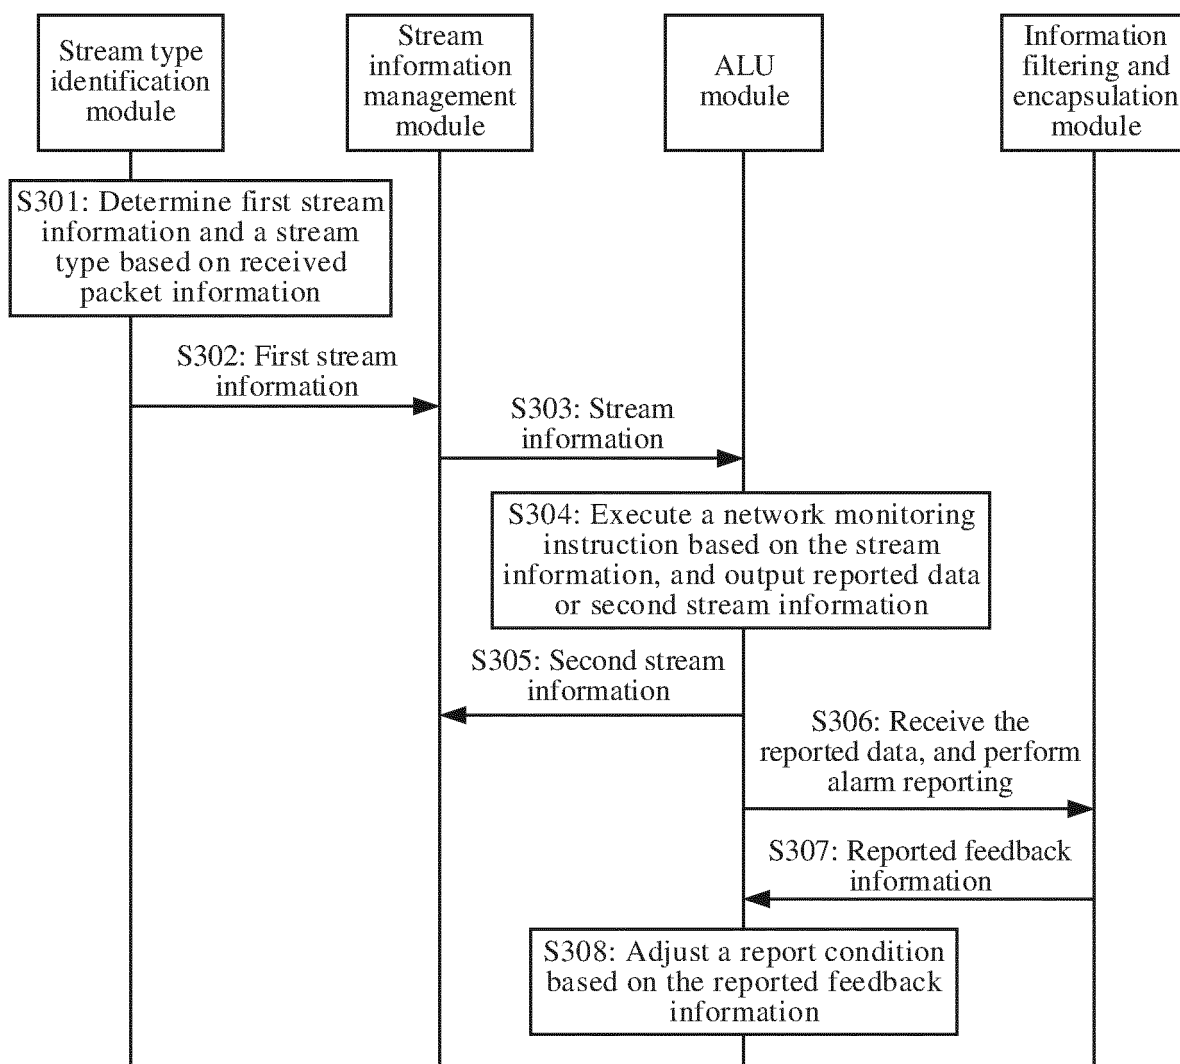 Stream type
identification
module
Stream
information
management
module
ALU
module
Information
filtering and
encapsulation
module
S301: Determine first stream
information and a stream
type based on received
packet information
S302: First stream
information
S303: Stream
information
S304: Execute a network monitoring
instruction based on the stream
information, and output reported data
or second stream information
S305: Second stream
information
S306: Receive the
reported data, and perform
alarm reporting
S307: Reported feedback
information
S308: Adjust a report condition
based on the reported feedback
information